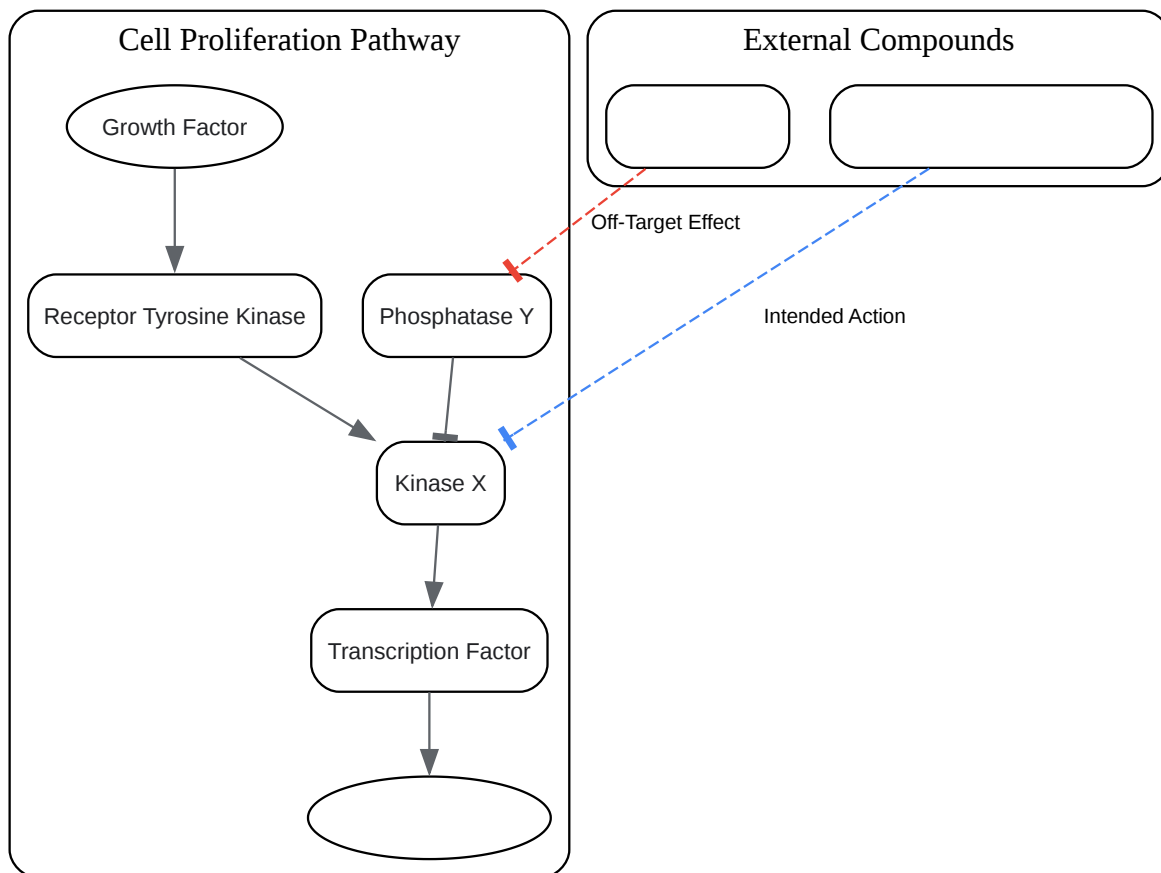 Cell Proliferation Pathway
External Compounds
Growth Factor
Off-Target Effect
Receptor Tyrosine Kinase
Phosphatase Y
Intended Action
Kinase X
Transcription Factor